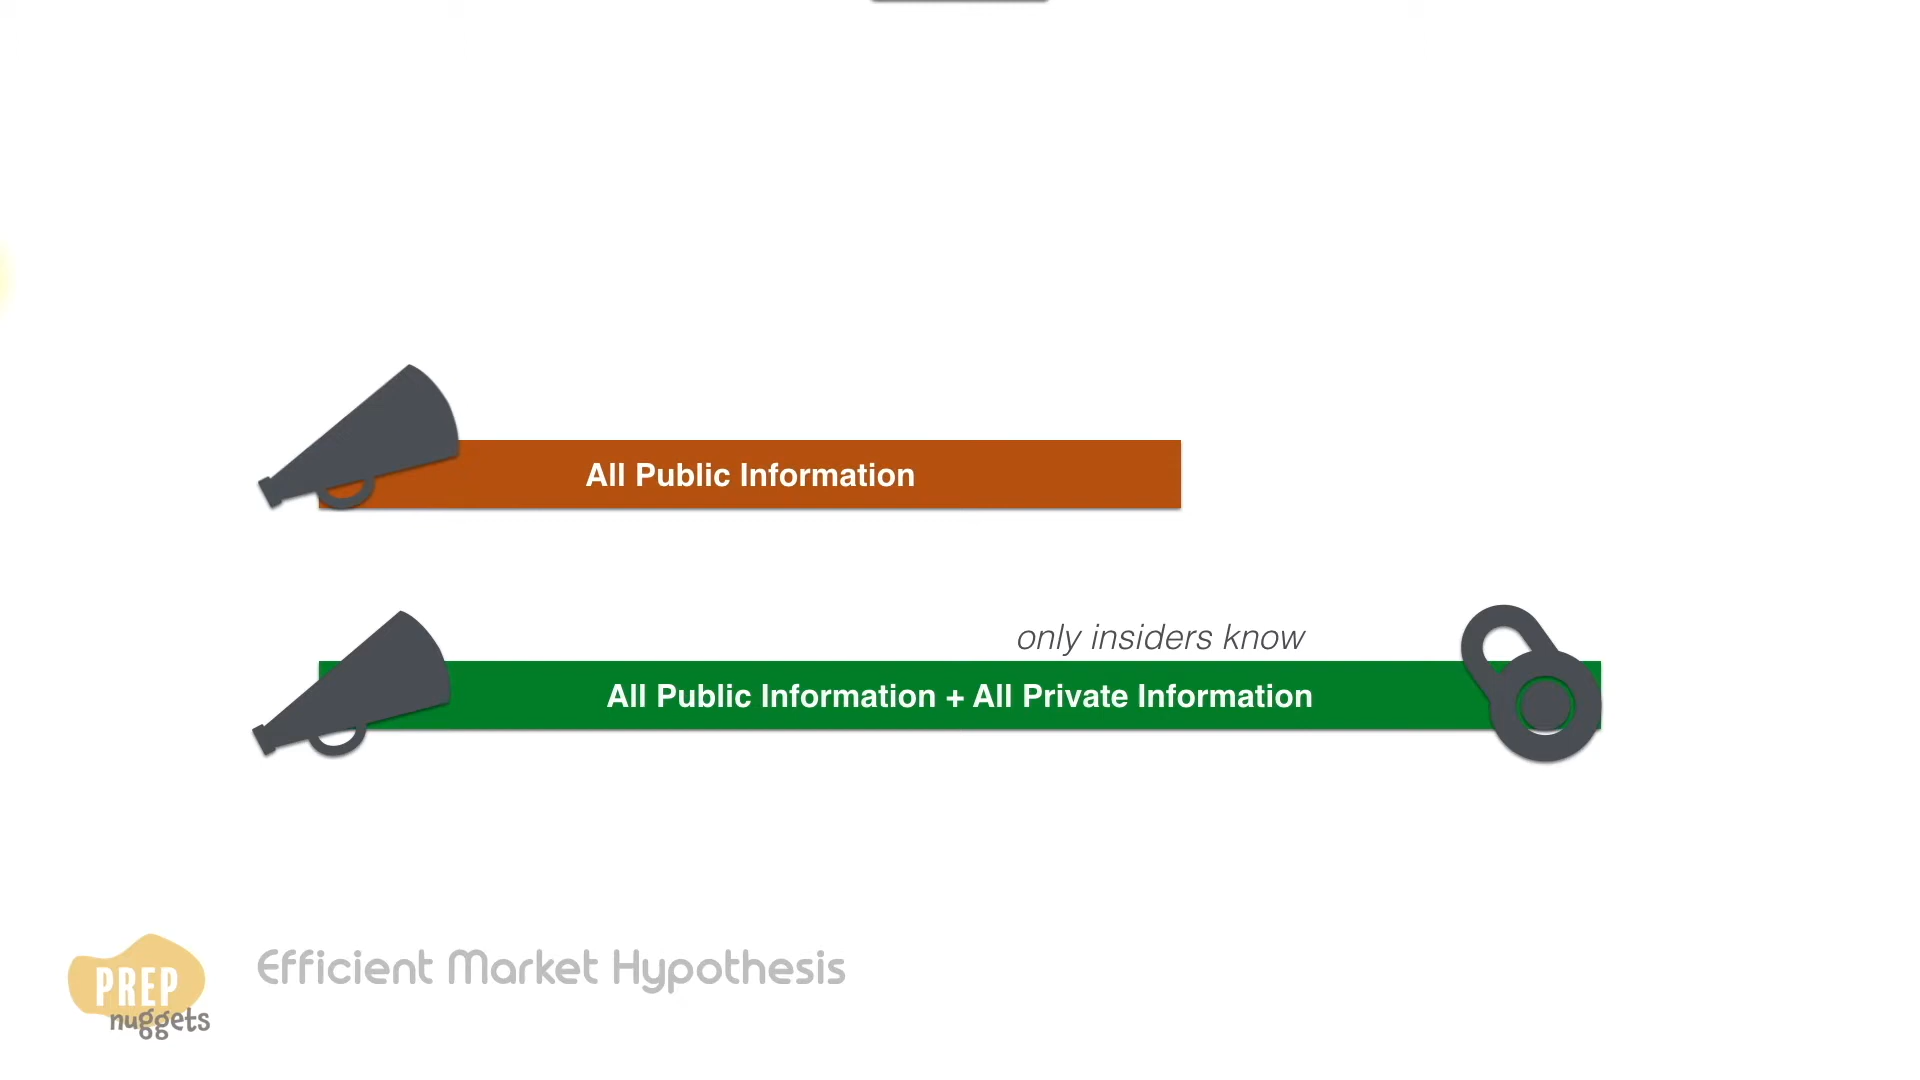 All Public Information
only insiders know
All Public Information + All Private Information
PREP
nuggets
Efficient Market Hypothesis